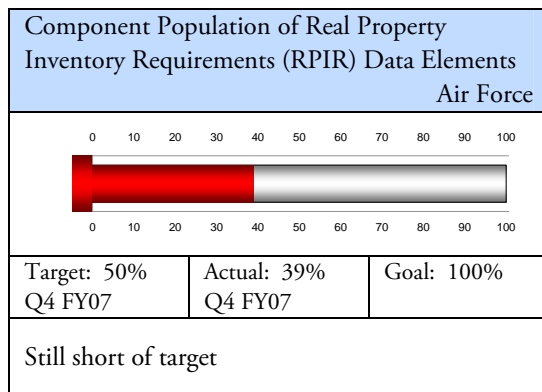 Component Population of Real Property
Inventory Requirements (RPIR) Data Elements
Air Force
0 10 20 30 40 50 60 70 80 90 100
0 10 20 30 40 50 60 70 80 90 100
Target: 50%
Q4 FY07
Actual: 39%
Q4 FY07
Goal: 100%
Still short of target